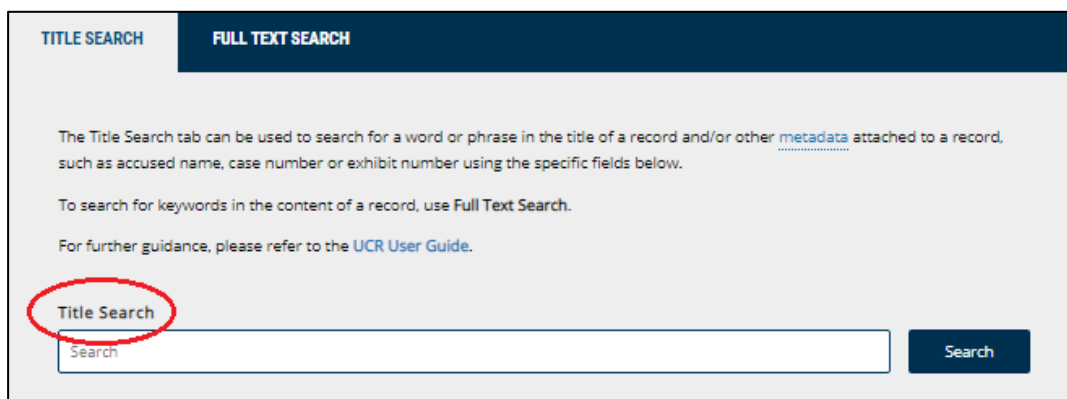 TITLE SEARCH
FULL TEXT SEARCH
The Title Search tab can be used to search for a word or phrase in the title of a record and/or other metadata attached to a record,
such as accused name, case number or exhibit number using the specific fields below.
To search for keywords in the content of a record, use Full Text Search.
For further guidance, please refer to the UCR User Guide.
Title Search
Search
Search